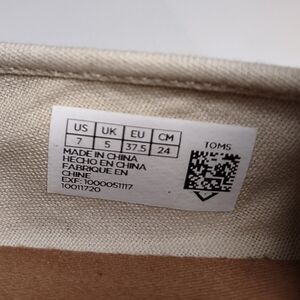 US UK EU CM TOMS
7 5 37.5 24
MADE IN CHINA
HECHO EN CHINA
FABRIQUE EN
CHINE
EXF: 1000051117
10011720